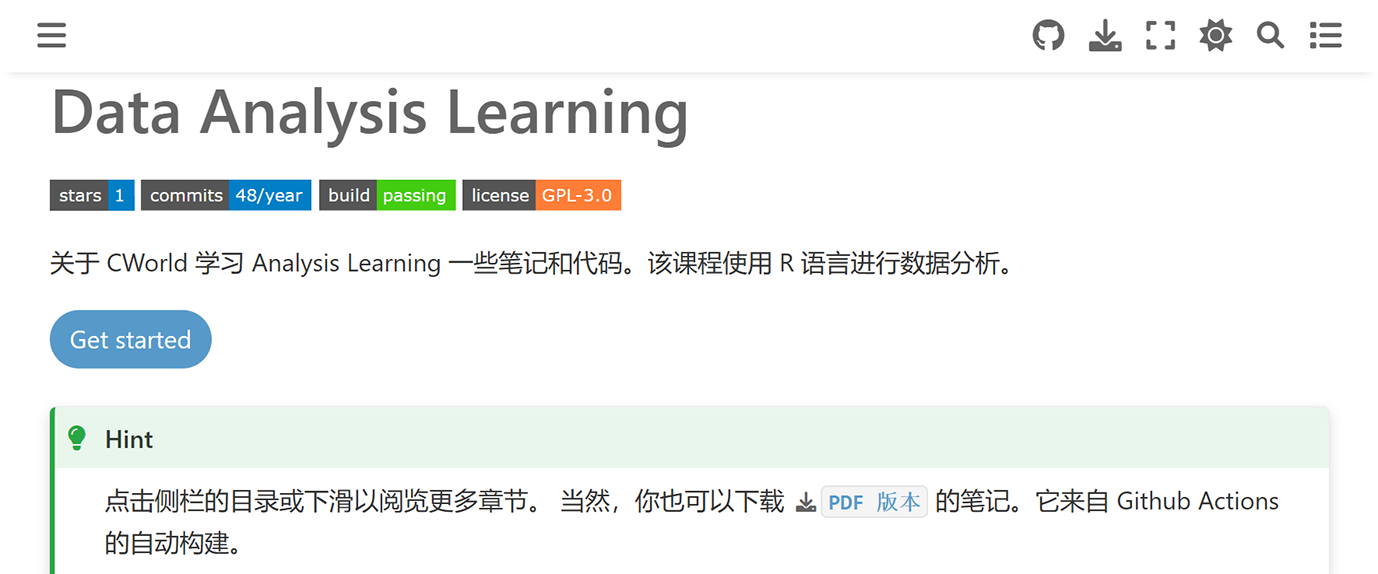 Data Analysis Learning
stars 1 commits 48/year build passing license GPL-3.0
关于 CWorld 学习 Analysis Learning 一些笔记和代码。该课程使用 R 语言进行数据分析。
Get started
Hint
点击侧栏的目录或下滑以阅览更多章节。 当然，你也可以下载 PDF 版本 的笔记。它来自 Github Actions
的自动构建。